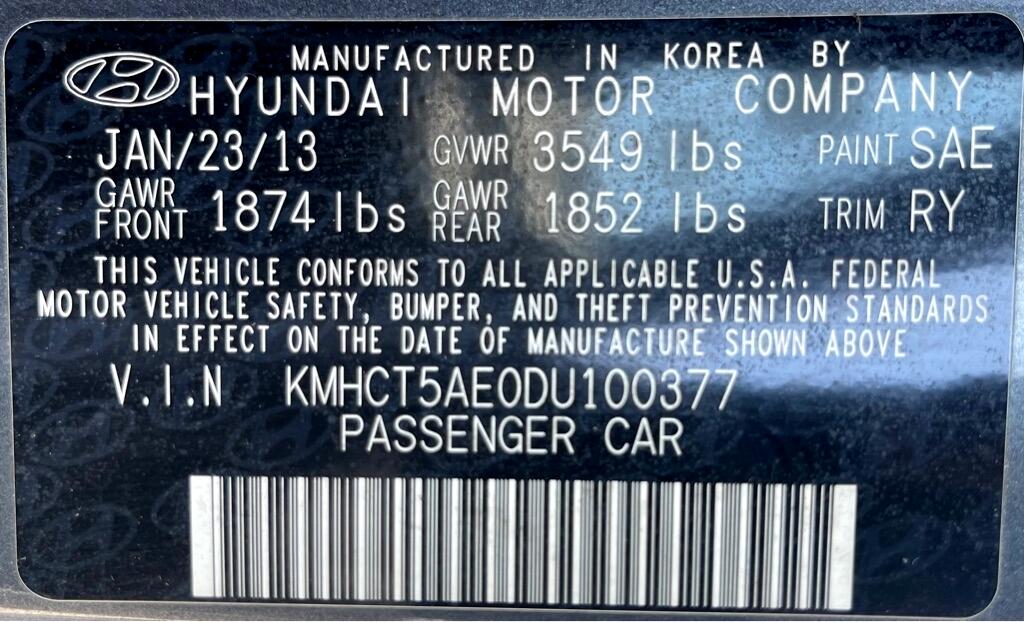 MANUFACTURED IN KOREA BY
HYUNDAI MOTOR COMPANY
JAN/23/13 GVWR 3549 lbs PAINT SAE
GAWR FRONT 1874 lbs GAWR REAR 1852 lbs TRIM RY
THIS VEHICLE CONFORMS TO ALL APPLICABLE U.S.A. FEDERAL
MOTOR VEHICLE SAFETY, BUMPER, AND THEFT PREVENTION STANDARDS
IN EFFECT ON THE DATE OF MANUFACTURE SHOWN ABOVE
V.I.N KMHCT5AE0DU100377
PASSENGER CAR